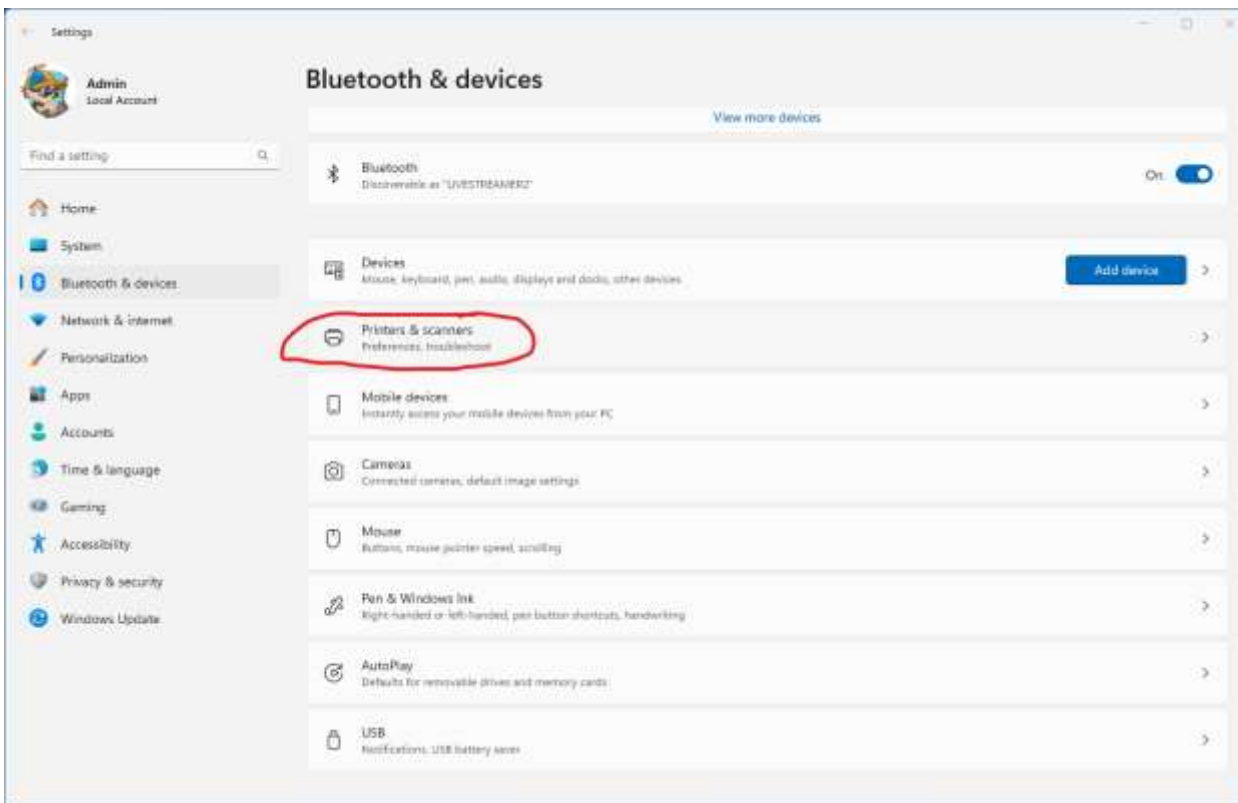 Settings
Admin
Local Account
Find a setting
Home
System
Bluetooth & devices
Network & internet
Personalization
Apps
Accounts
Time & language
Gaming
Accessibility
Privacy & security
Windows Update
Bluetooth & devices
View more devices
Bluetooth
Discoverable as "LIVESTREAMER2"
On
Devices
Mouse, keyboard, pen, audio, displays and docks, other devices
Add device
Printers & scanners
Preferences, troubleshoot
Mobile devices
Instantly access your mobile devices from your PC
Cameras
Connected cameras, default image settings
Mouse
Buttons, mouse pointer speed, scrolling
Pen & Windows Ink
Right-handed or left-handed, pen button shortcuts, handwriting
AutoPlay
Defaults for removable drives and memory cards
USB
Notifications, USB battery saver